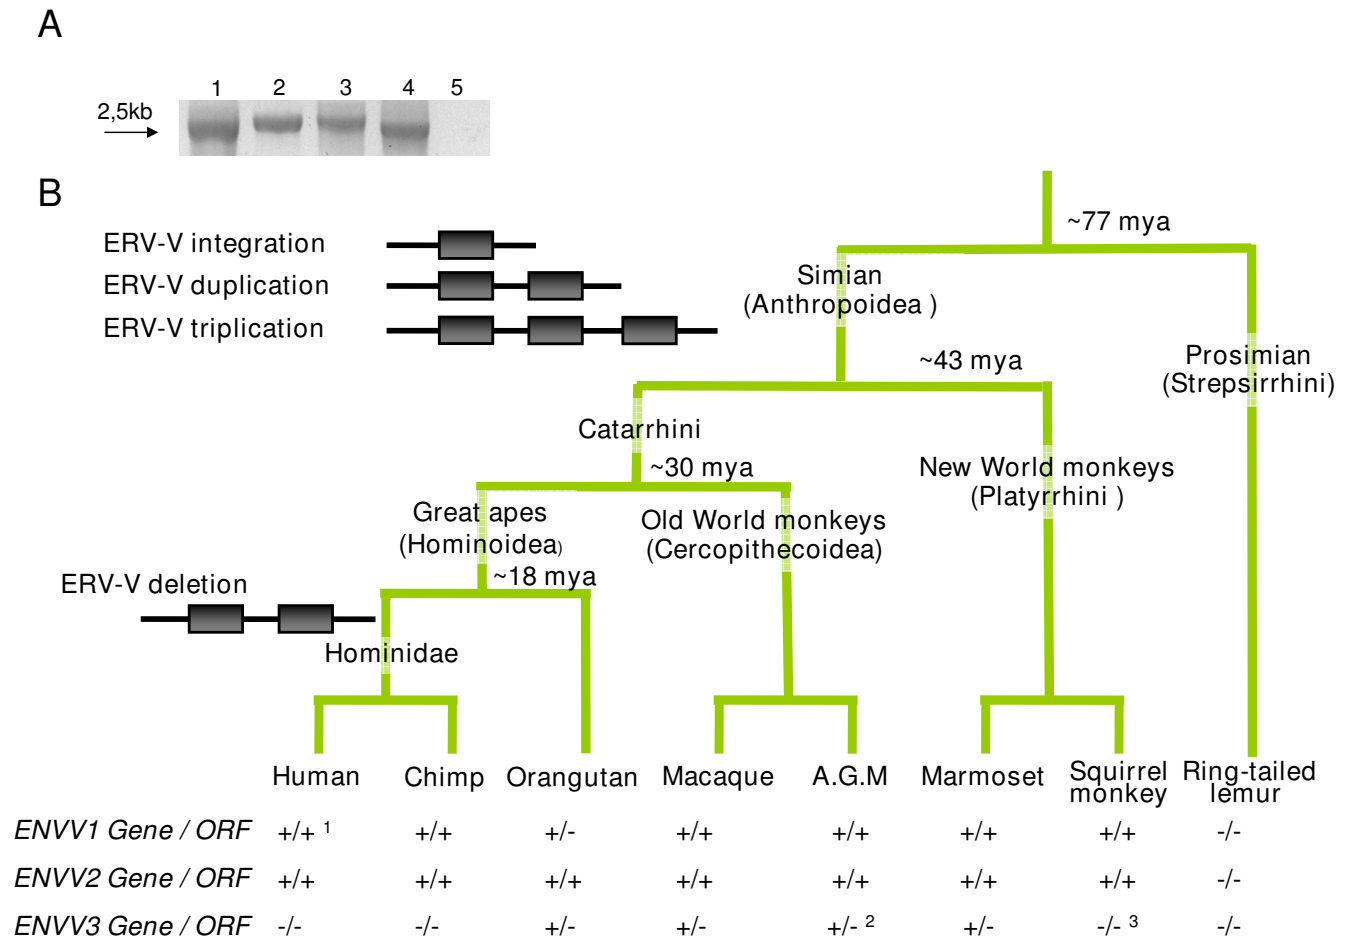 A
1 2 3 4 5
2,5kb
B
~77 mya
ERV-V integration
ERV-V duplication
ERV-V triplication
Simian
(Anthropoidea )
~43 mya
Prosimian
(Strepsirrhini)
Catarrhini
~30 mya
New World monkeys
(Platyrrhini )
Great apes
(Hominoidea)
Old World monkeys
(Cercopithecoidea)
~18 mya
ERV-V deletion
Hominidae
Human Chimp Orangutan Macaque A.G.M Marmoset Squirrel monkey Ring-tailed lemur
ENVV1 Gene / ORF +/+ 1 +/+ +/- +/+ +/+ +/+ +/+ -/-
ENVV2 Gene / ORF +/+ +/+ +/+ +/+ +/+ +/+ +/+ -/-
ENVV3 Gene / ORF -/- -/- +/- +/- +/- 2 +/- -/- 3 -/-